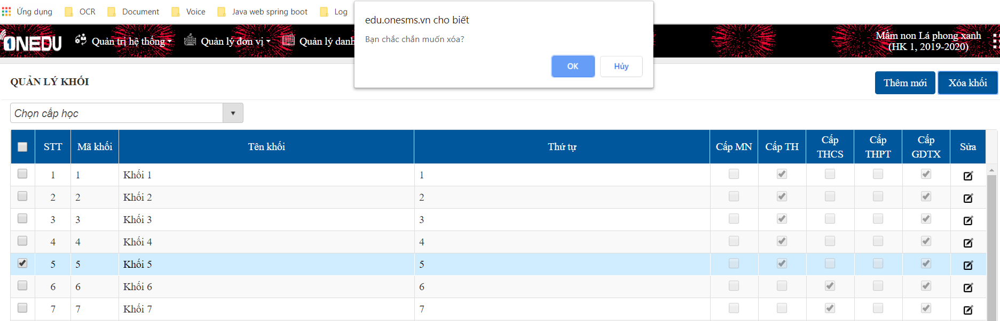 Ứng dụng OCR Document Voice Java web spring boot Log
edu.onesms.vn cho biết
Bạn chắc chắn muốn xóa?
OK Hủy
1ONEDU Quản trị hệ thống Quản lý đơn vị Quản lý danh
Mầm non Lá phong xanh
(HK 1, 2019-2020)
QUẢN LÝ KHỐI Thêm mới Xóa khối
Chọn cấp học
STT Mã khối Tên khối Thứ tự Cấp MN Cấp TH Cấp THCS Cấp THPT Cấp GDTX Sửa
1 1 Khối 1 1
2 2 Khối 2 2
3 3 Khối 3 3
4 4 Khối 4 4
5 5 Khối 5 5
6 6 Khối 6 6
7 7 Khối 7 7